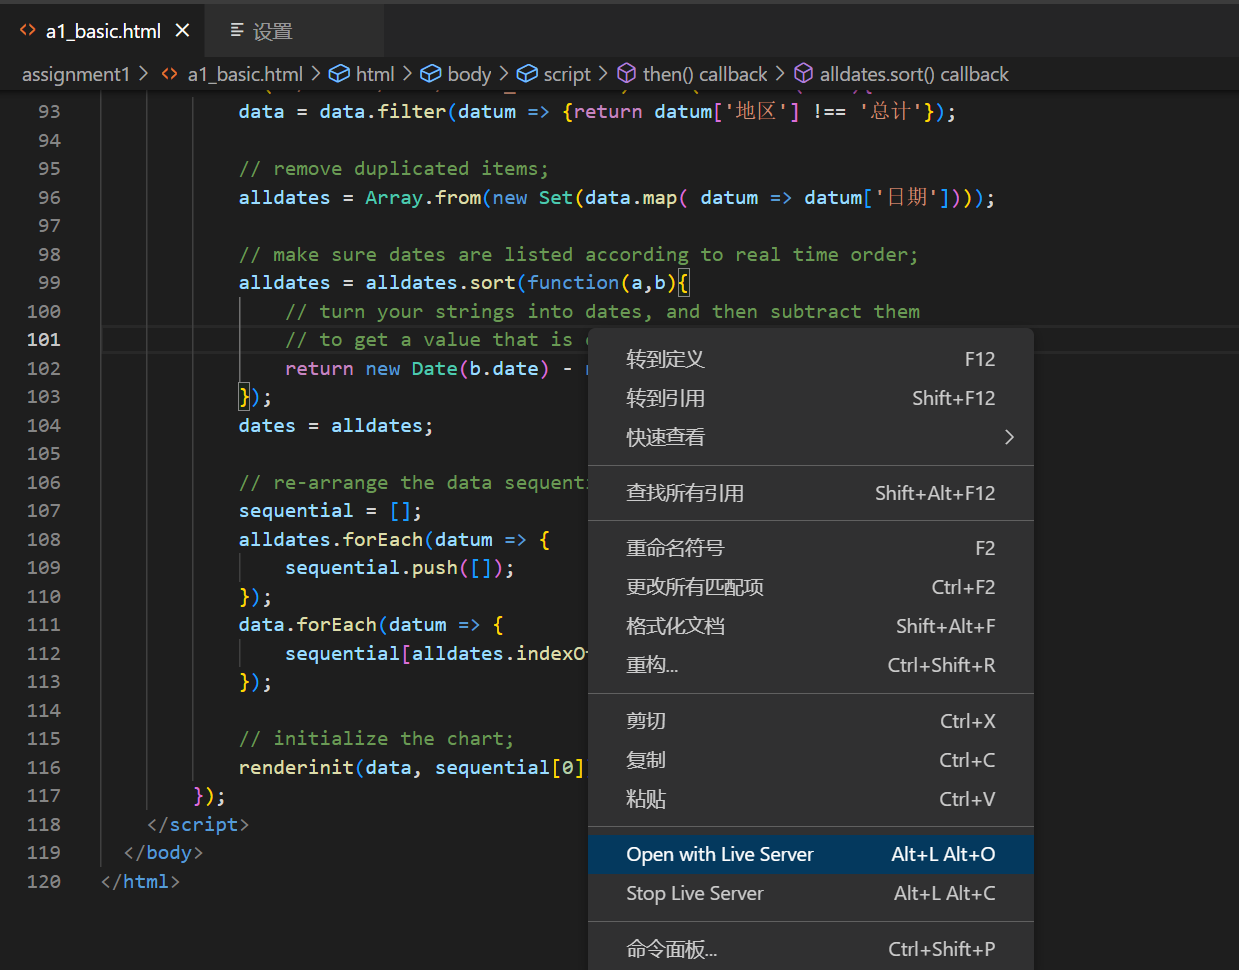 a1_basic.html
设置
assignment1 > a1_basic.html > html > body > script > then() callback > alldates.sort() callback
93 data = data.filter(datum => {return datum['地区'] !== '总计'});
94
95 // remove duplicated items;
96 alldates = Array.from(new Set(data.map( datum => datum['日期'])));
97
98 // make sure dates are listed according to real time order;
99 alldates = alldates.sort(function(a,b){
100 // turn your strings into dates, and then subtract them
101 // to get a value that is
102 return new Date(b.date) -
103 });
104 dates = alldates;
105
106 // re-arrange the data sequent
107 sequential = [];
108 alldates.forEach(datum => {
109 sequential.push([]);
110 });
111 data.forEach(datum => {
112 sequential[alldates.indexO
113 });
114
115 // initialize the chart;
116 renderinit(data, sequential[0]
117 });
118 </script>
119 </body>
120 </html>
转到定义 F12
转到引用 Shift+F12
快速查看
查找所有引用 Shift+Alt+F12
重命名符号 F2
更改所有匹配项 Ctrl+F2
格式化文档 Shift+Alt+F
重构... Ctrl+Shift+R
剪切 Ctrl+X
复制 Ctrl+C
粘贴 Ctrl+V
Open with Live Server Alt+L Alt+O
Stop Live Server Alt+L Alt+C
命令面板... Ctrl+Shift+P